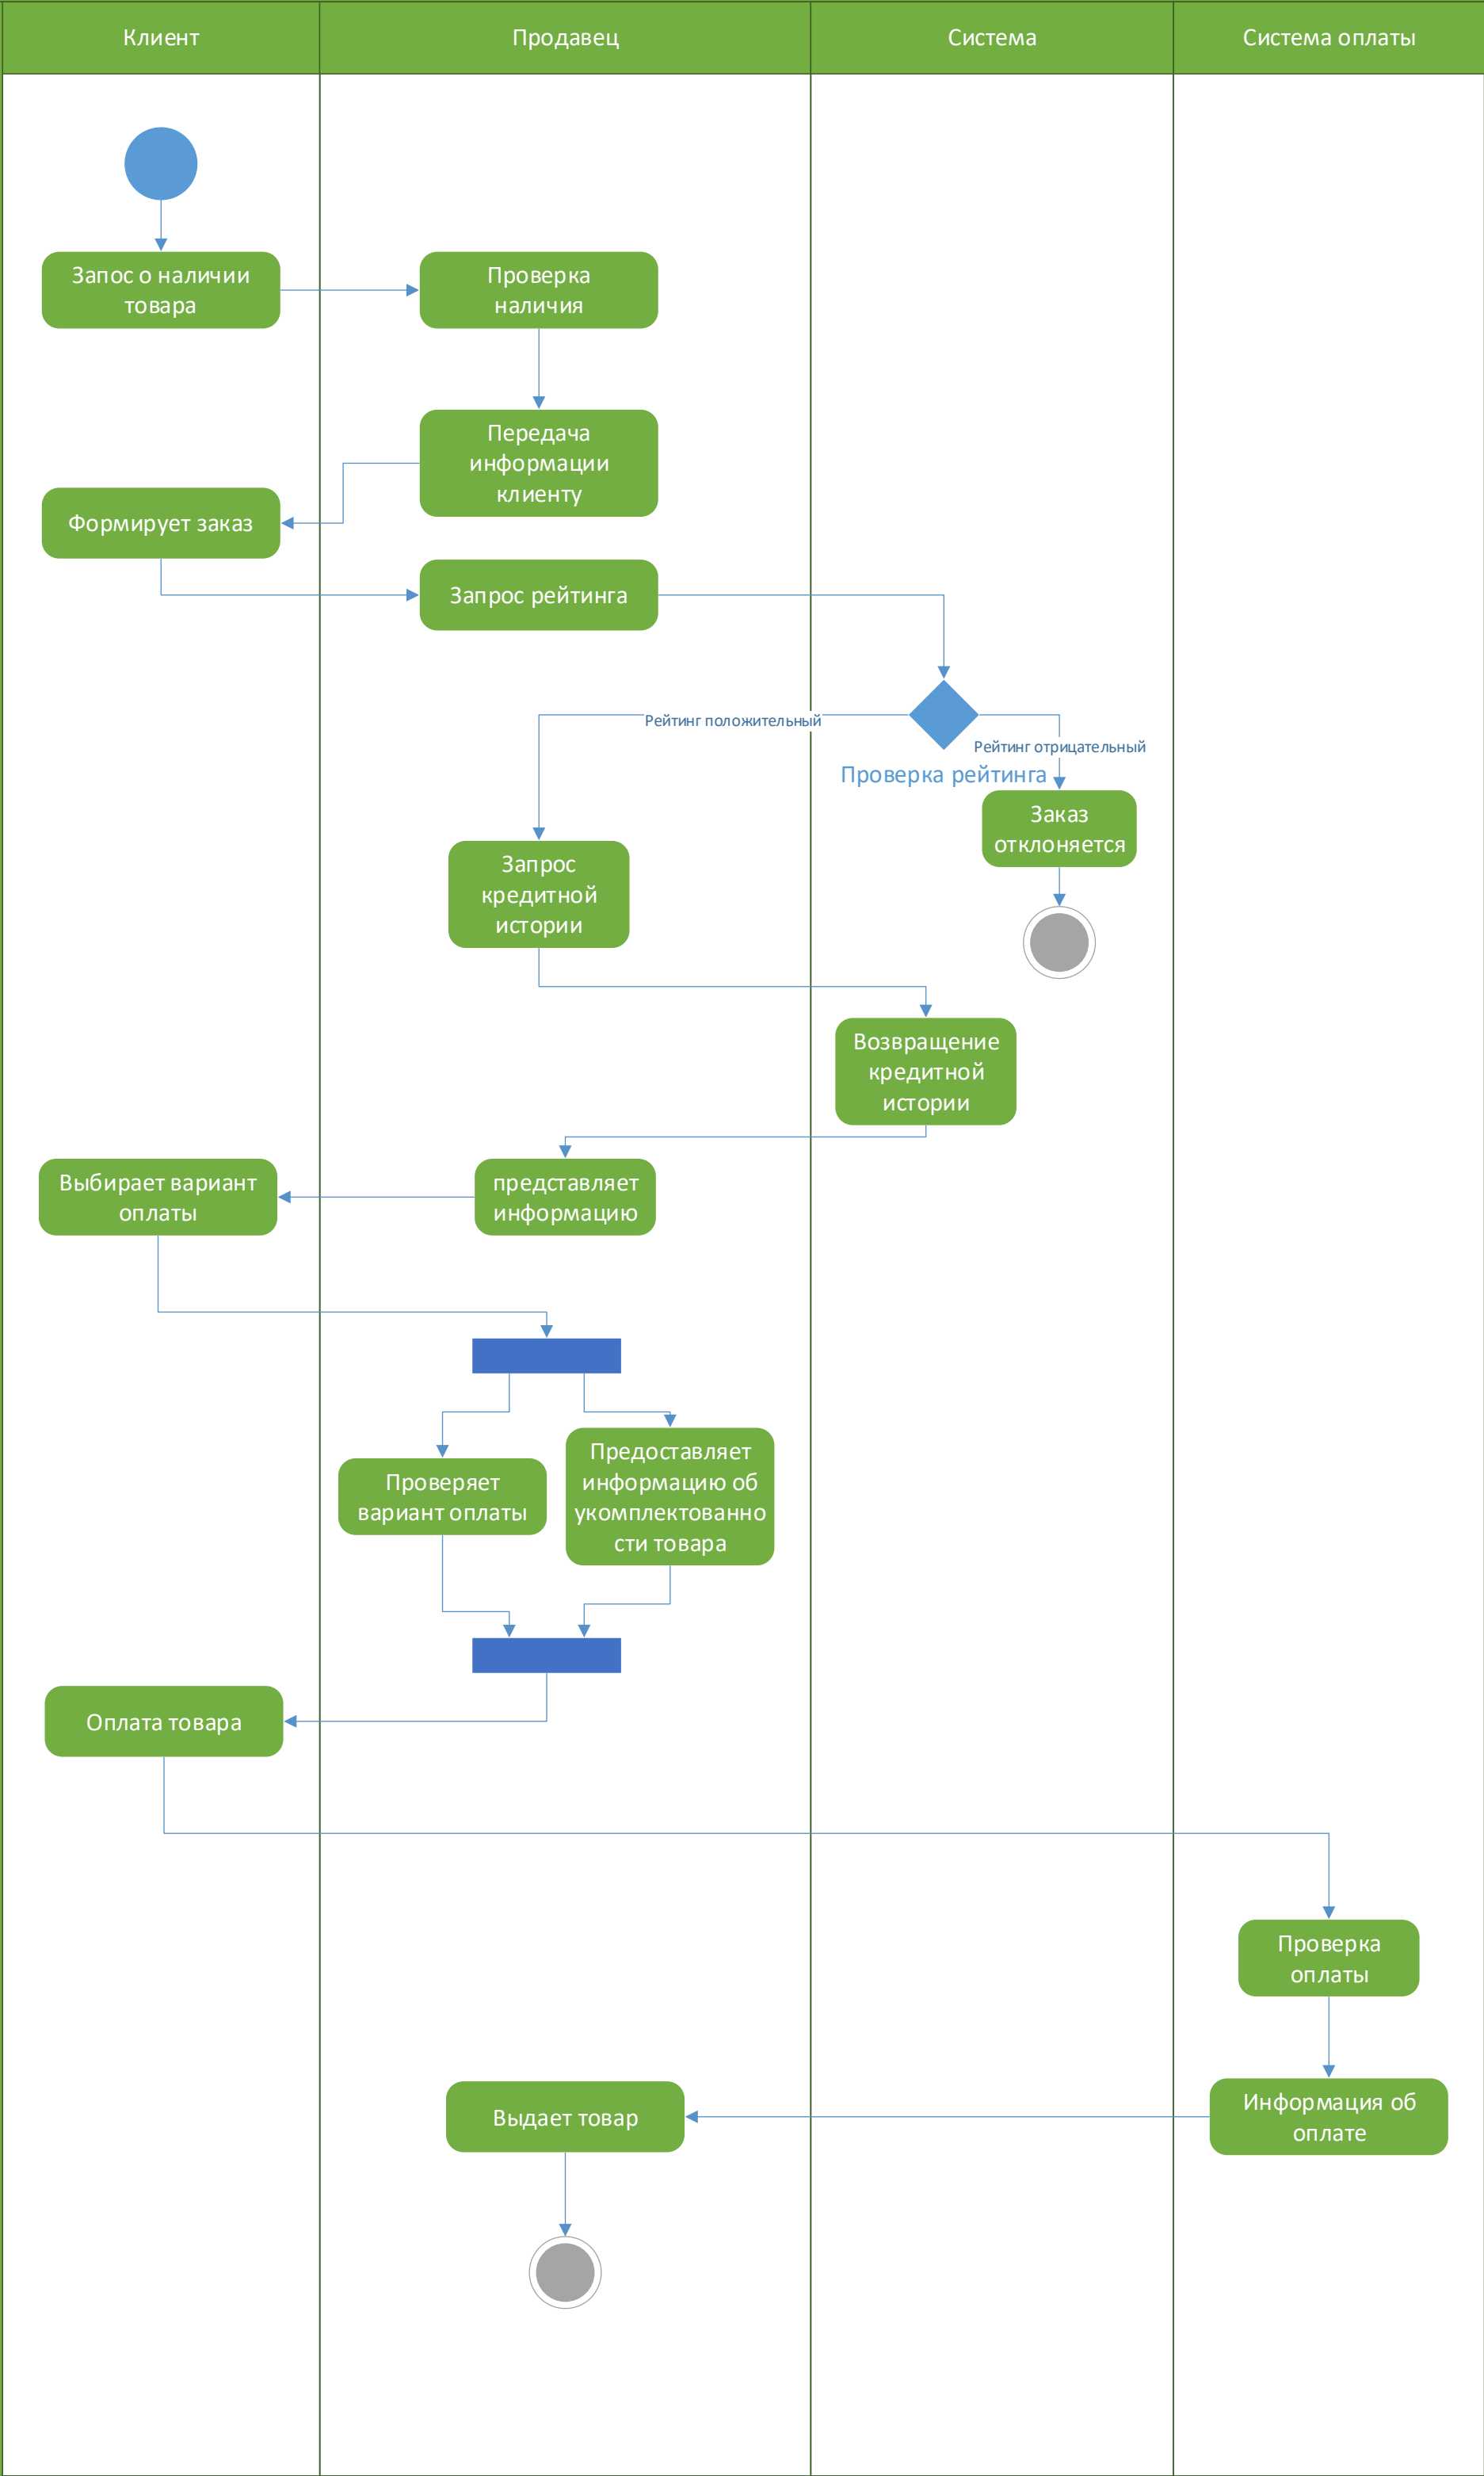 Клиент
Продавец
Система
Система оплаты
Запос о наличии
товара
Проверка
наличия
Передача
информации
клиенту
Формирует заказ
Запрос рейтинга
Рейтинг положительный
Рейтинг отрицательный
Проверка рейтинга
Заказ
отклоняется
Запрос
кредитной
истории
Возвращение
кредитной
истории
Выбирает вариант
оплаты
представляет
информацию
Проверяет
вариант оплаты
Предоставляет
информацию об
укомплектованно
сти товара
Оплата товара
Проверка
оплаты
Выдает товар
Информация об
оплате